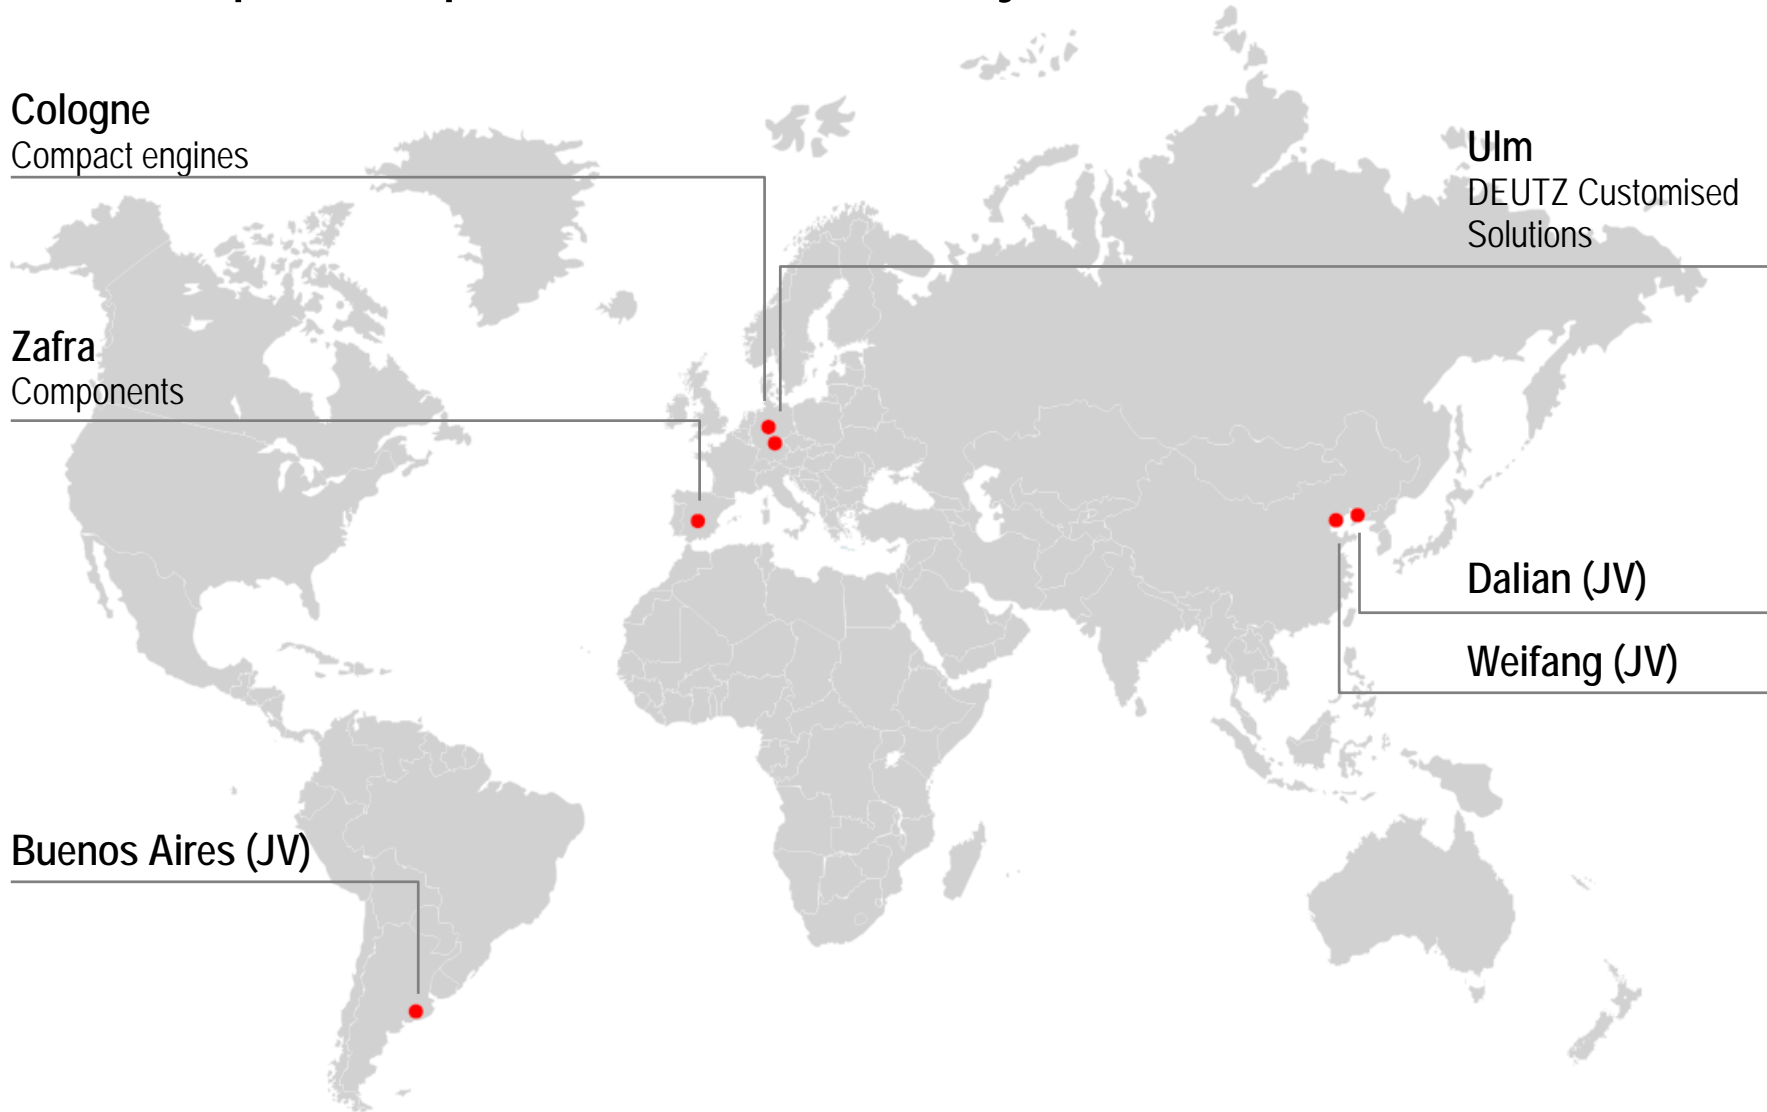 Cologne
Compact engines
Ulm
DEUTZ Customised
Solutions
Zafra
Components
Dalian (JV)
Weifang (JV)
Buenos Aires (JV)